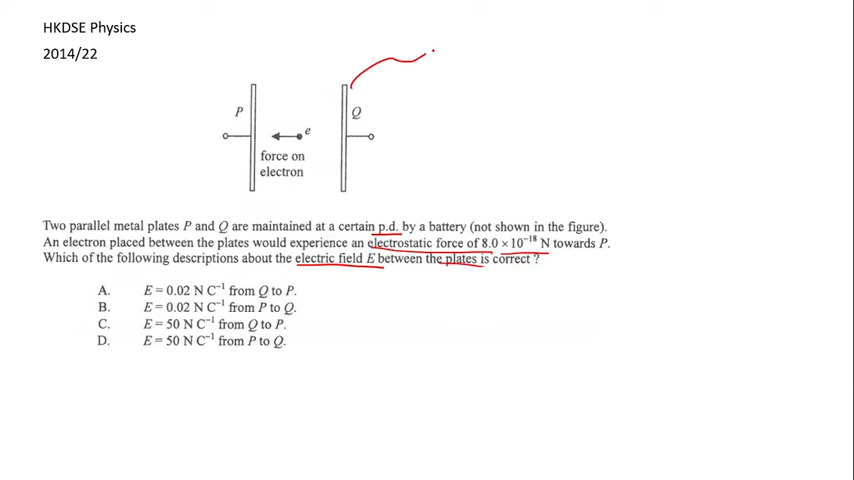 HKDSE Physics
2014/22
P
Q
e
force on
electron
Two parallel metal plates P and Q are maintained at a certain p.d. by a battery (not shown in the figure).
An electron placed between the plates would experience an electrostatic force of 8.0 × 10⁻¹⁸ N towards P.
Which of the following descriptions about the electric field E between the plates is correct ?
A. E = 0.02 N C⁻¹ from Q to P.
B. E = 0.02 N C⁻¹ from P to Q.
C. E = 50 N C⁻¹ from Q to P.
D. E = 50 N C⁻¹ from P to Q.